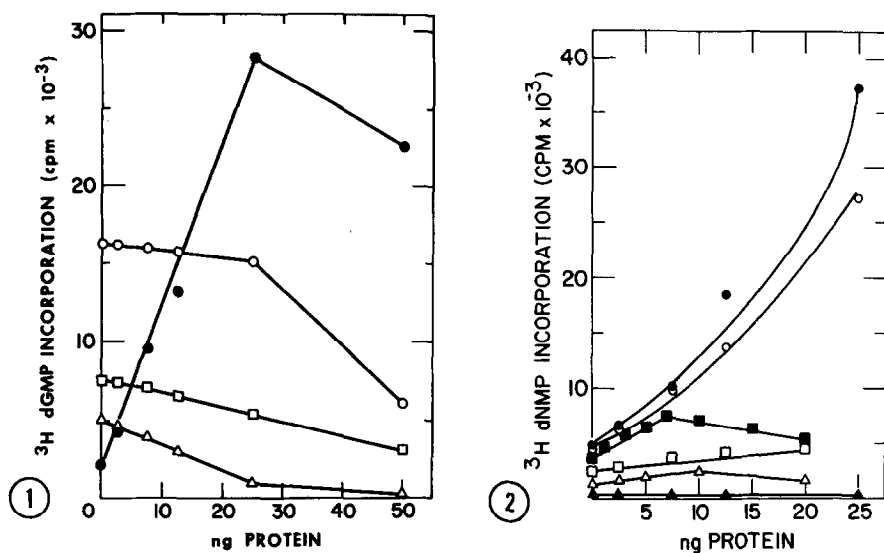 30
20
10
0
³H dGMP INCORPORATION (cpm x 10⁻³)
0 10 20 30 40 50
ng PROTEIN
1
40
30
20
10
³H dNMP INCORPORATION (CPM x 10⁻³)
5 10 15 20 25
ng PROTEIN
2